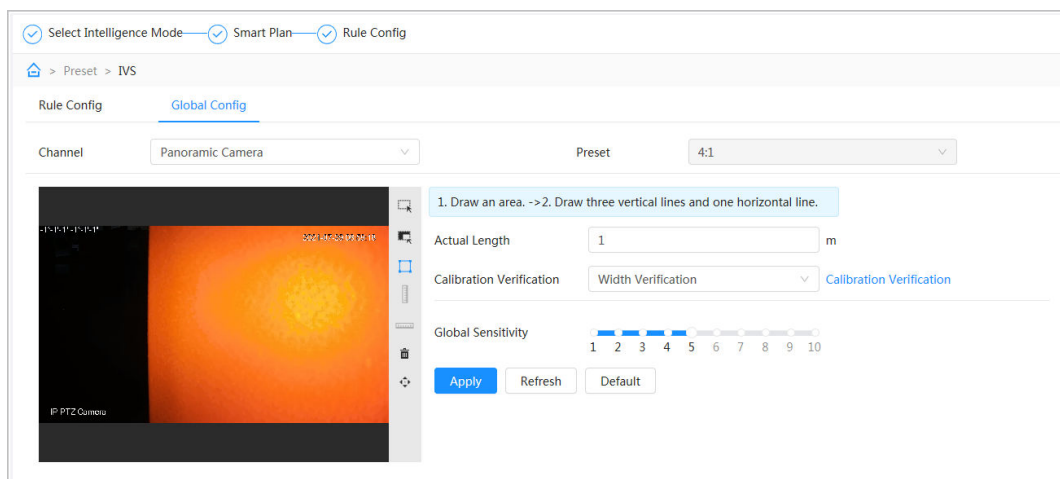 Select Intelligence Mode Smart Plan Rule Config
> Preset > IVS
Rule Config Global Config
Channel Panoramic Camera Preset 4:1
1. Draw an area. ->2. Draw three vertical lines and one horizontal line.
Actual Length 1 m
Calibration Verification Width Verification Calibration Verification
Global Sensitivity
1 2 3 4 5 6 7 8 9 10
Apply Refresh Default
IP PTZ Camera